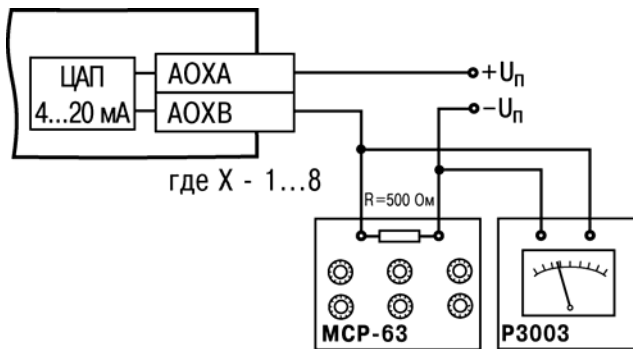 ЦАП
4...20 мА
AOXA
AOXB
+Uп
−Uп
где X - 1...8
R=500 Ом
МСР-63
Р3003